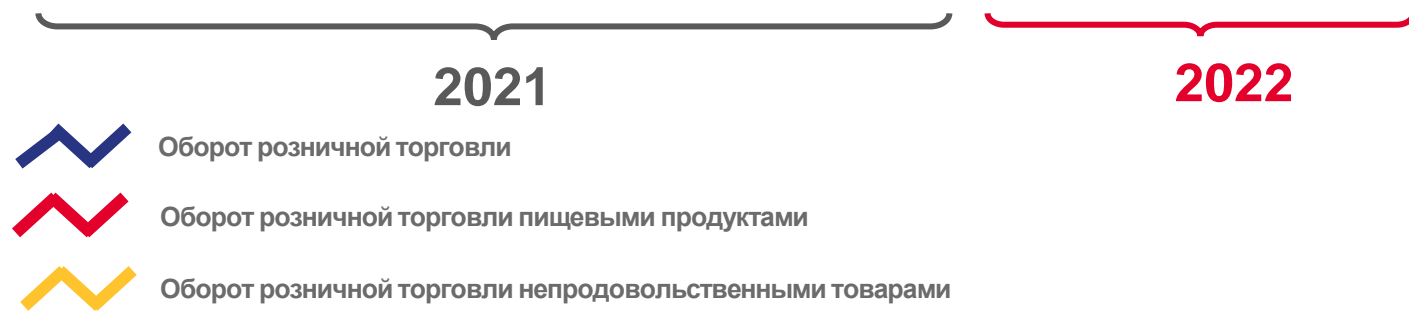 2021 2022
Оборот розничной торговли
Оборот розничной торговли пищевыми продуктами
Оборот розничной торговли непродовольственными товарами